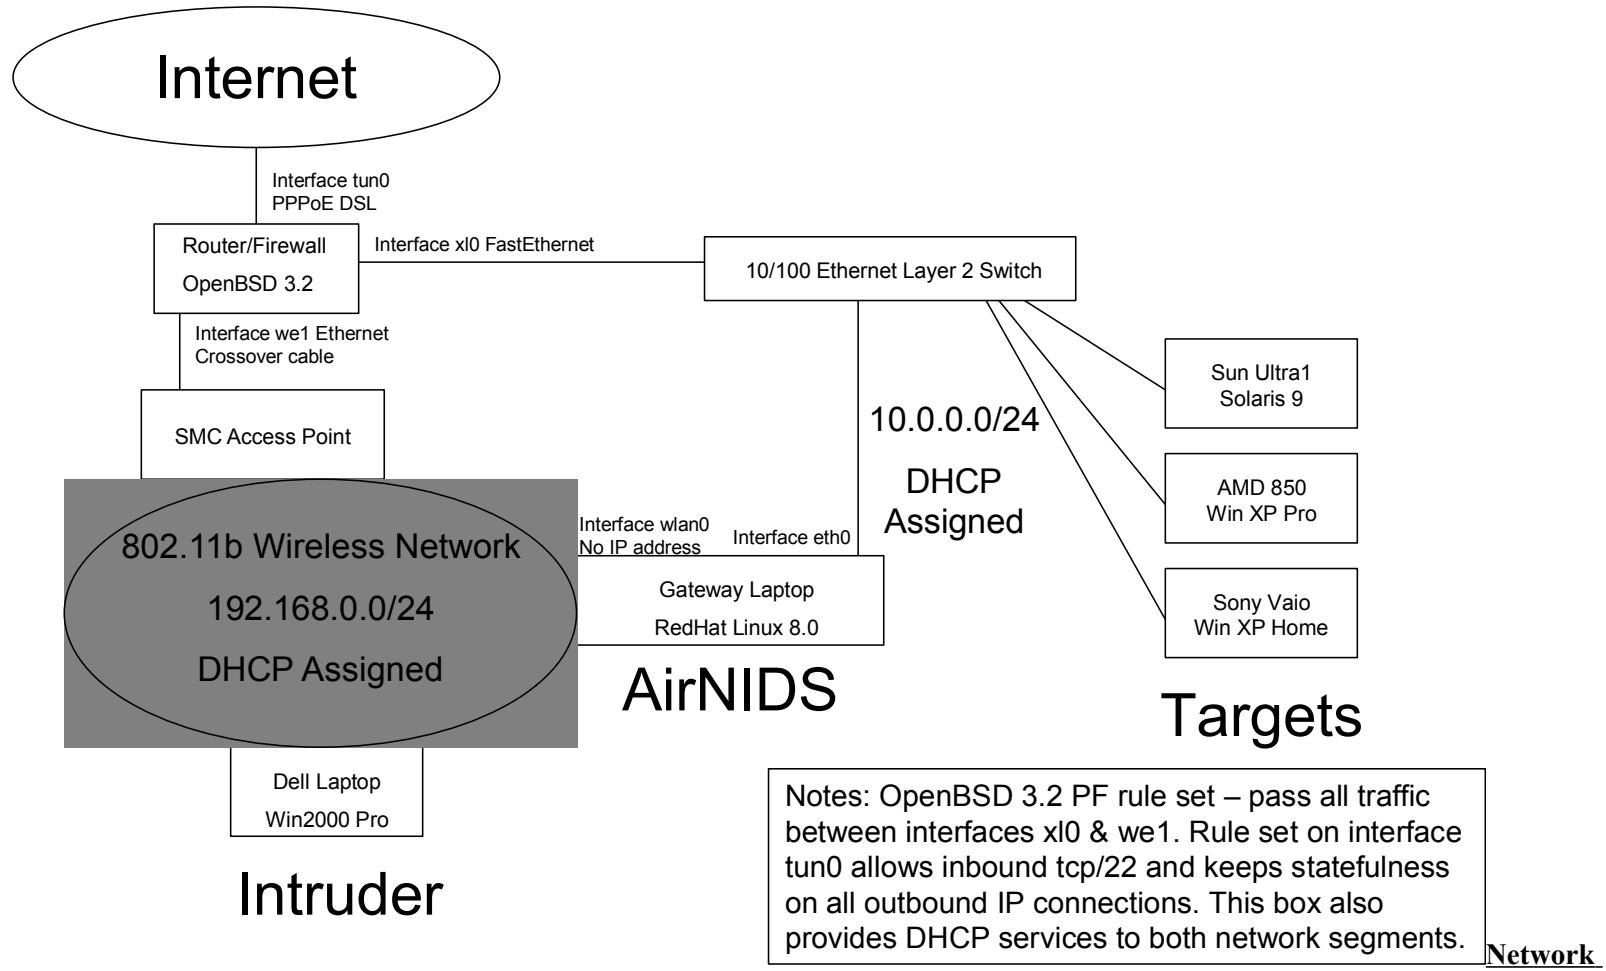 Internet
Interface tun0
PPPoE DSL
Router/Firewall
OpenBSD 3.2
Interface xl0 FastEthernet
10/100 Ethernet Layer 2 Switch
Interface we1 Ethernet
Crossover cable
SMC Access Point
Sun Ultra1
Solaris 9
10.0.0.0/24
DHCP
Assigned
AMD 850
Win XP Pro
802.11b Wireless Network
192.168.0.0/24
DHCP Assigned
Interface wlan0
No IP address
Interface eth0
Gateway Laptop
RedHat Linux 8.0
Sony Vaio
Win XP Home
AirNIDS
Targets
Dell Laptop
Win2000 Pro
Intruder
Notes: OpenBSD 3.2 PF rule set – pass all traffic
between interfaces xl0 & we1. Rule set on interface
tun0 allows inbound tcp/22 and keeps statefulness
on all outbound IP connections. This box also
provides DHCP services to both network segments.
Network